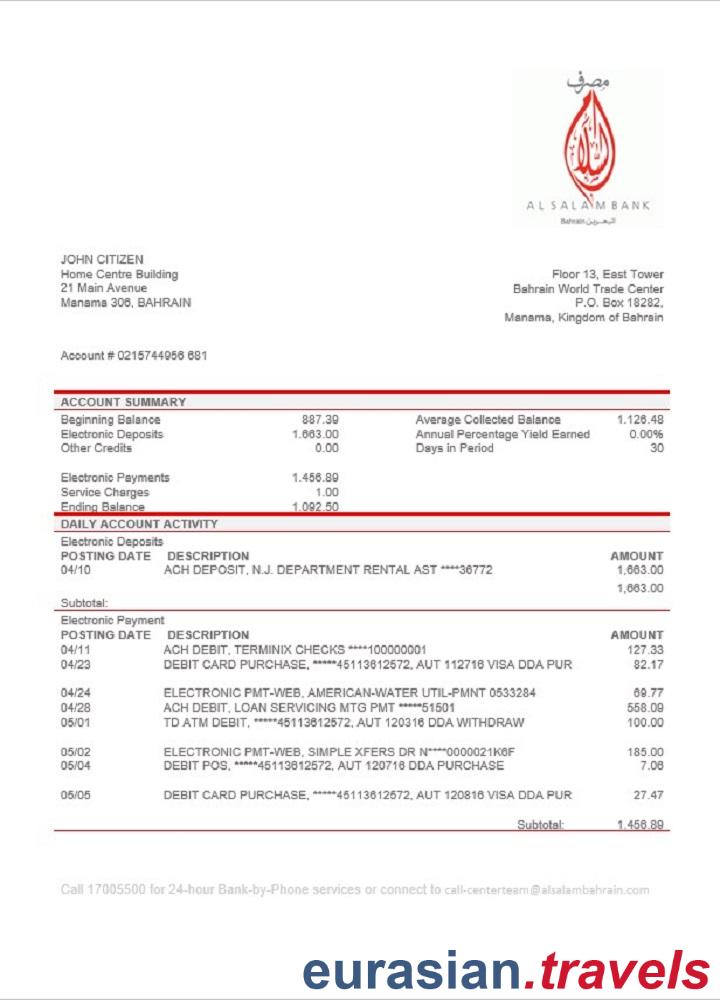 مصرف
السلام
ALSALAM BANK
Bahrain البحرين
JOHN CITIZEN
Home Centre Building
21 Main Avenue
Manama 306, BAHRAIN
Floor 13, East Tower
Bahrain World Trade Center
P.O. Box 18282,
Manama, Kingdom of Bahrain
Account # 0215744956 681
ACCOUNT SUMMARY
Beginning Balance 887.39 Average Collected Balance 1.126.48
Electronic Deposits 1.663.00 Annual Percentage Yield Earned 0.00%
Other Credits 0.00 Days in Period 30
Electronic Payments 1.456.89
Service Charges 1.00
Ending Balance 1.092.50
DAILY ACCOUNT ACTIVITY
Electronic Deposits
POSTING DATE DESCRIPTION AMOUNT
04/10 ACH DEPOSIT, N.J. DEPARTMENT RENTAL AST ****36772 1,663.00
1,663.00
Subtotal:
Electronic Payment
POSTING DATE DESCRIPTION AMOUNT
04/11 ACH DEBIT, TERMINIX CHECKS ****100000001 127.33
04/23 DEBIT CARD PURCHASE, *****45113612572, AUT 112716 VISA DDA PUR 82.17
04/24 ELECTRONIC PMT-WEB, AMERICAN-WATER UTIL-PMNT 0533284 69.77
04/28 ACH DEBIT, LOAN SERVICING MTG PMT *****51501 558.09
05/01 TD ATM DEBIT, *****45113612572, AUT 120316 DDA WITHDRAW 100.00
05/02 ELECTRONIC PMT-WEB, SIMPLE XFERS DR N****0000021K6F 185.00
05/04 DEBIT POS, *****45113612572, AUT 120716 DDA PURCHASE 7.06
05/05 DEBIT CARD PURCHASE, *****45113612572, AUT 120816 VISA DDA PUR 27.47
Subtotal: 1.456.89
Call 17005500 for 24-hour Bank-by-Phone services or connect to call-centerteam@alsalambahrain.com
eurasian.travels